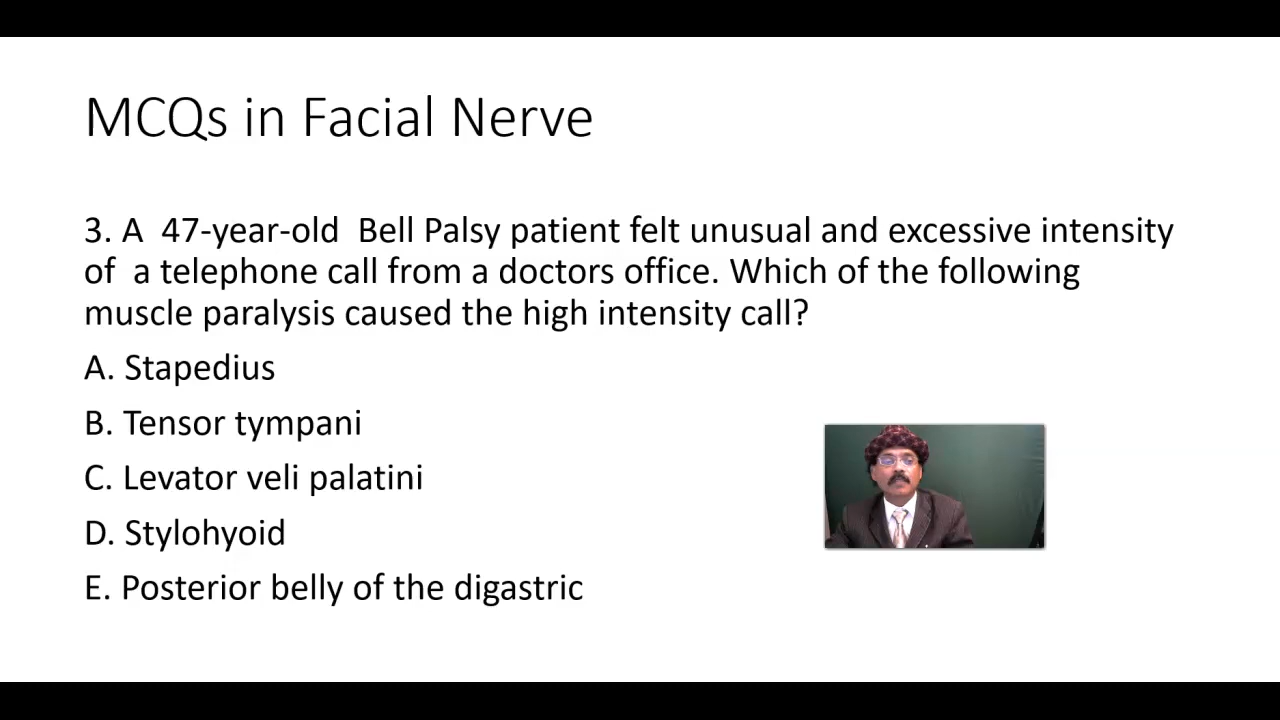 MCQs in Facial Nerve
3. A 47-year-old Bell Palsy patient felt unusual and excessive intensity
of a telephone call from a doctors office. Which of the following
muscle paralysis caused the high intensity call?
A. Stapedius
B. Tensor tympani
C. Levator veli palatini
D. Stylohyoid
E. Posterior belly of the digastric